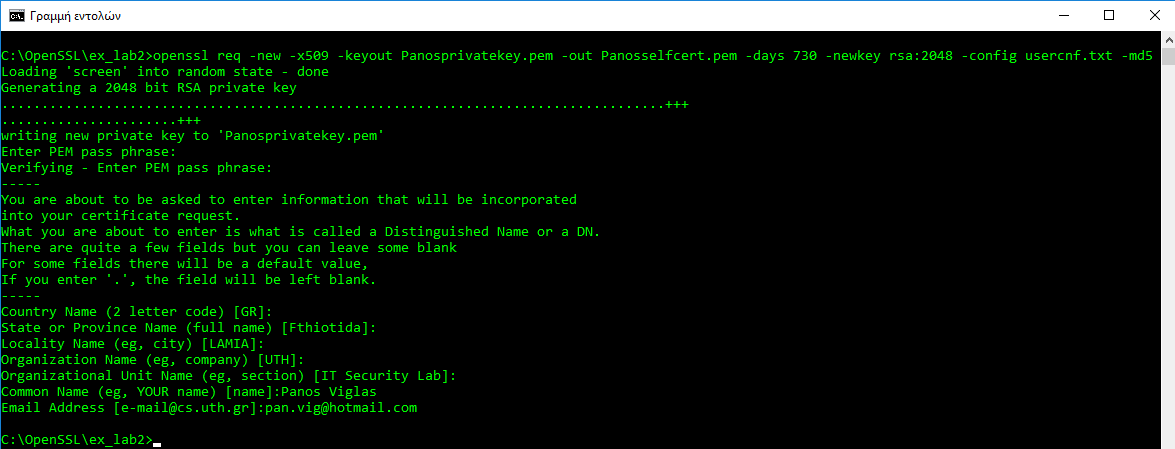 Γραμμή εντολών
C:\OpenSSL\ex_lab2>openssl req -new -x509 -keyout Panosprivatekey.pem -out Panosselfcert.pem -days 730 -newkey rsa:2048 -config usercnf.txt -md5
Loading 'screen' into random state - done
Generating a 2048 bit RSA private key
...................................................................................+++
......................+++
writing new private key to 'Panosprivatekey.pem'
Enter PEM pass phrase:
Verifying - Enter PEM pass phrase:
-----
You are about to be asked to enter information that will be incorporated
into your certificate request.
What you are about to enter is what is called a Distinguished Name or a DN.
There are quite a few fields but you can leave some blank
For some fields there will be a default value,
If you enter '.', the field will be left blank.
-----
Country Name (2 letter code) [GR]:
State or Province Name (full name) [Fthiotida]:
Locality Name (eg, city) [LAMIA]:
Organization Name (eg, company) [UTH]:
Organizational Unit Name (eg, section) [IT Security Lab]:
Common Name (eg, YOUR name) [name]:Panos Viglas
Email Address [e-mail@cs.uth.gr]:pan.vig@hotmail.com
C:\OpenSSL\ex_lab2>